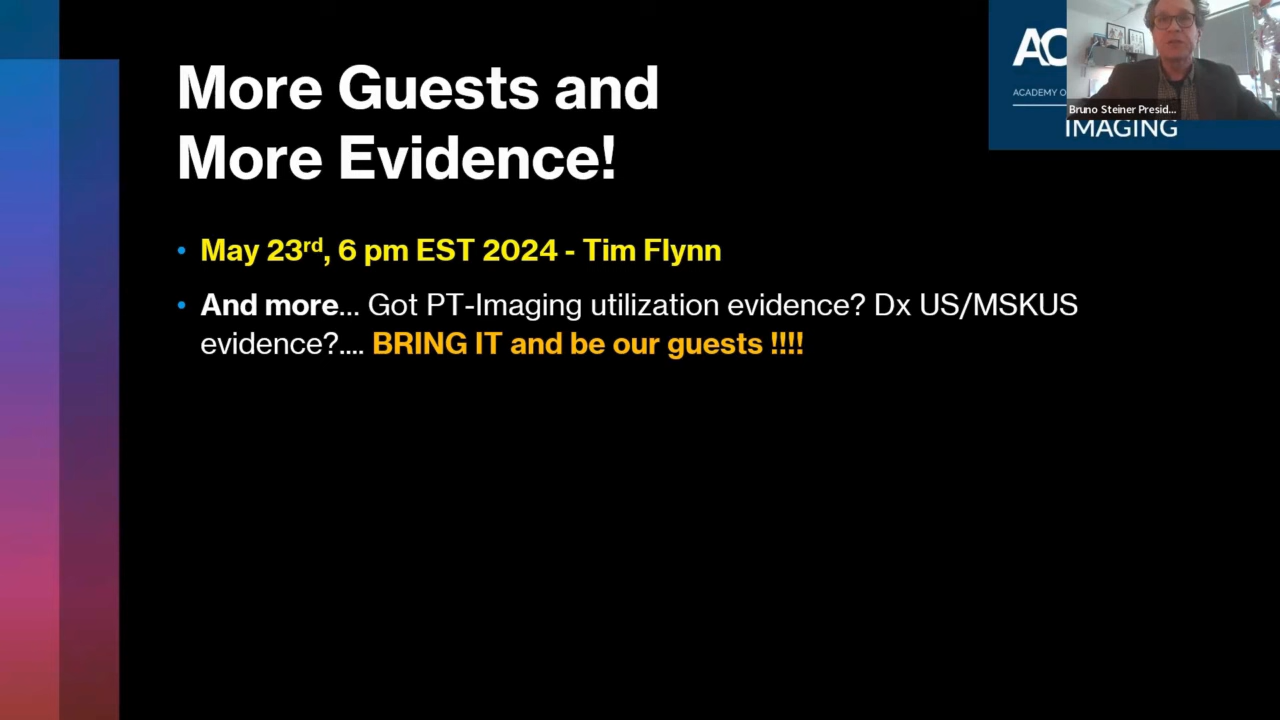 More Guests and
More Evidence!
• May 23rd, 6 pm EST 2024 - Tim Flynn
• And more... Got PT-Imaging utilization evidence? Dx US/MSKUS
evidence?.... BRING IT and be our guests !!!!
ACADEMY O
Bruno Steiner Presid...
IMAGING